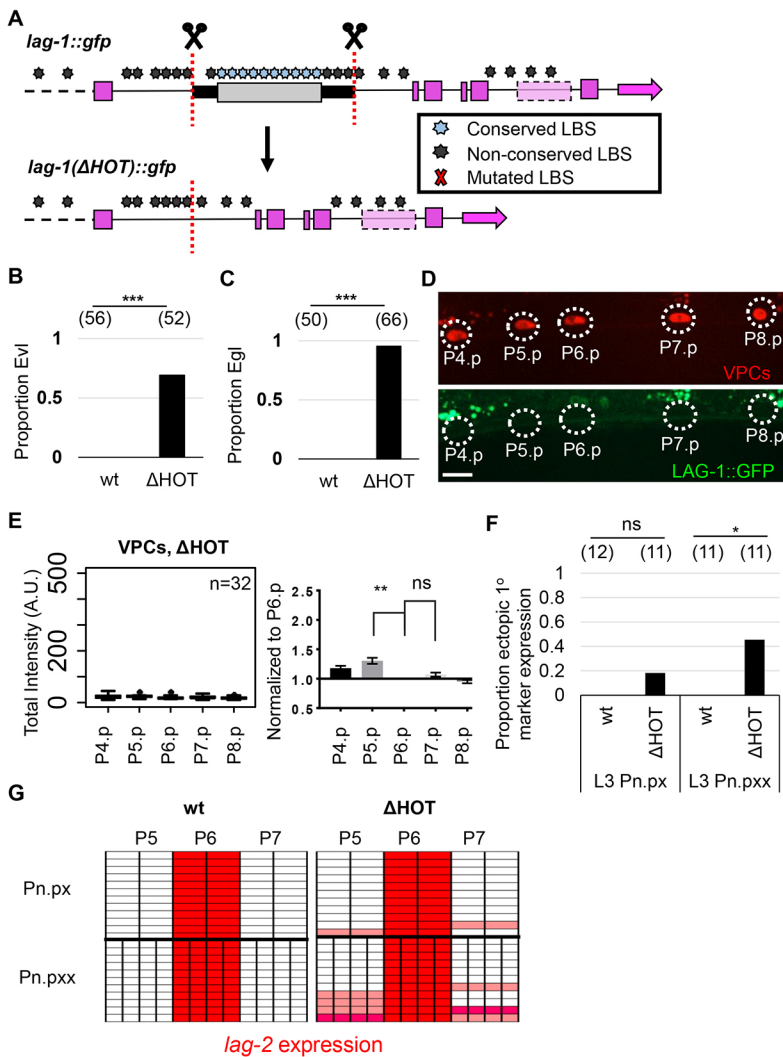 A
lag-1::gfp
lag-1(ΔHOT)::gfp
Conserved LBS
Non-conserved LBS
Mutated LBS
B
***
(56) (52)
Proportion Evl
1
0.5
0
wt ΔHOT
C
***
(50) (66)
Proportion Egl
1
0.5
0
wt ΔHOT
D
P4.p P5.p P6.p P7.p P8.p
VPCs
P4.p P5.p P6.p P7.p P8.p
LAG-1::GFP
E
VPCs, ΔHOT
n=32
Total Intensity (A.U.)
500
200
0
P4.p P5.p P6.p P7.p P8.p
** ns
Normalized to P6.p
2.5
2.0
1.5
1.0
0.5
P4.p P5.p P6.p P7.p P8.p
F
ns *
(12) (11) (11) (11)
Proportion ectopic 1º
marker expression
1
0.8
0.6
0.4
0.2
0
wt ΔHOT wt ΔHOT
L3 Pn.px L3 Pn.pxx
G
wt ΔHOT
P5 P6 P7 P5 P6 P7
Pn.px
Pn.pxx
lag-2 expression